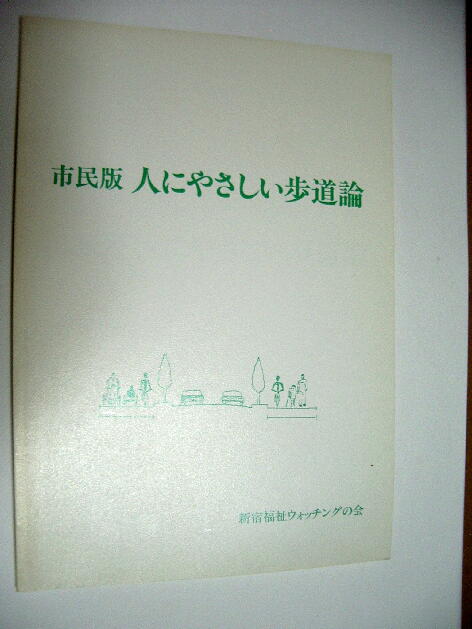 市民版 人にやさしい歩道論
新宿福祉ウォッチングの会